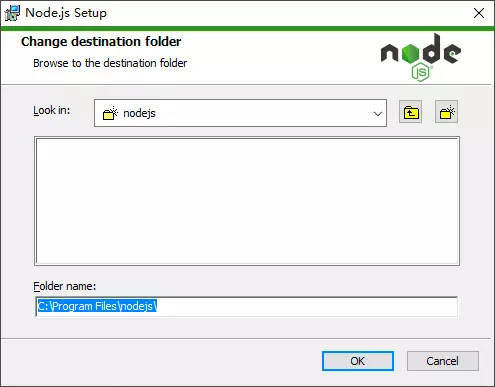 Node.js Setup
Change destination folder
Browse to the destination folder
node
JS
Look in:
nodejs
Folder name:
C:\Program Files\nodejs\
OK
Cancel